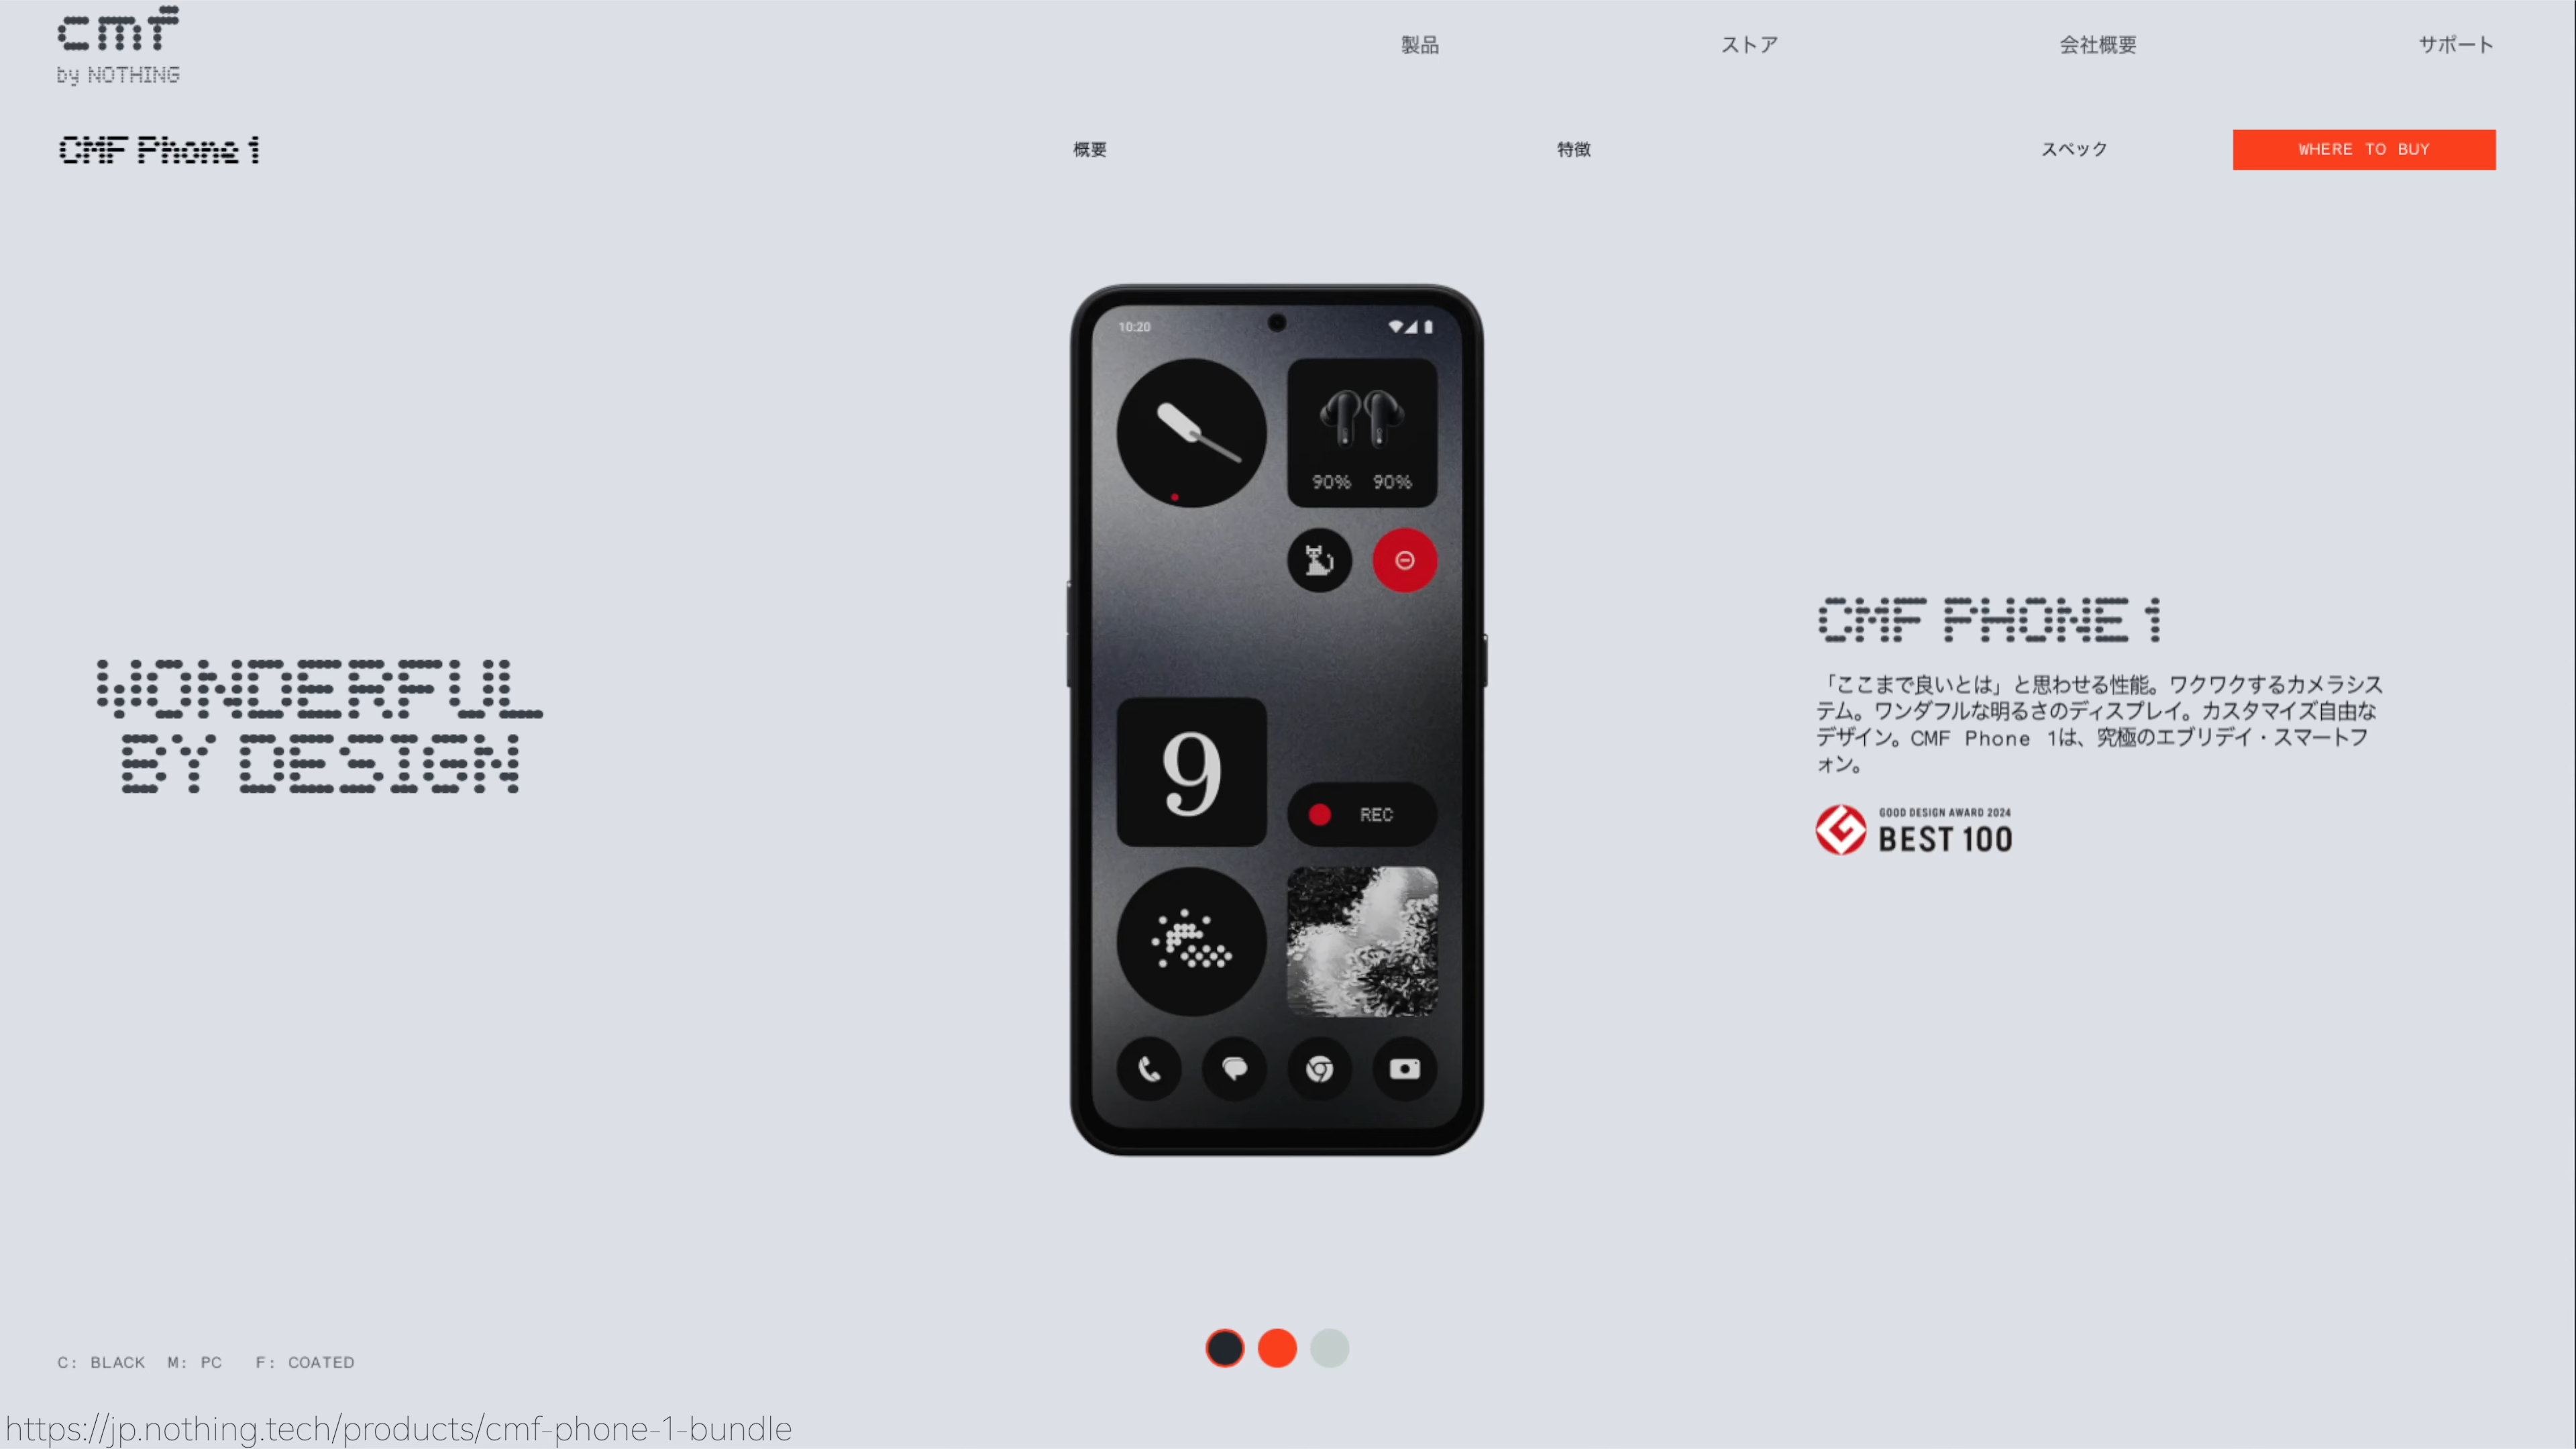 cmf
by NOTHING
製品
ストア
会社概要
サポート
CMF Phone 1
概要
特徴
スペック
WHERE TO BUY
10:20
90% 90%
9
REC
WONDERFUL
BY DESIGN
CMF PHONE 1
「ここまで良いとは」と思わせる性能。ワクワクするカメラシス
テム。ワンダフルな明るさのディスプレイ。カスタマイズ自由な
デザイン。CMF Phone 1は、究極のエブリデイ・スマートフ
ォン。
GOOD DESIGN AWARD 2024
BEST 100
C: BLACK M: PC F: COATED
https://jp.nothing.tech/products/cmf-phone-1-bundle